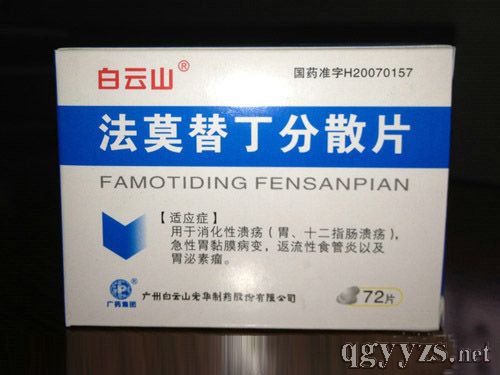 白云山®
国药准字H20070157
法莫替丁分散片
FAMOTIDING FENSANPIAN
【适应症】
用于消化性溃疡（胃、十二指肠溃疡），
急性胃黏膜病变，返流性食管炎以及
胃泌素瘤。
®
广药集团
广州白云山光华制药股份有限公司
72片
qgyyzs.net